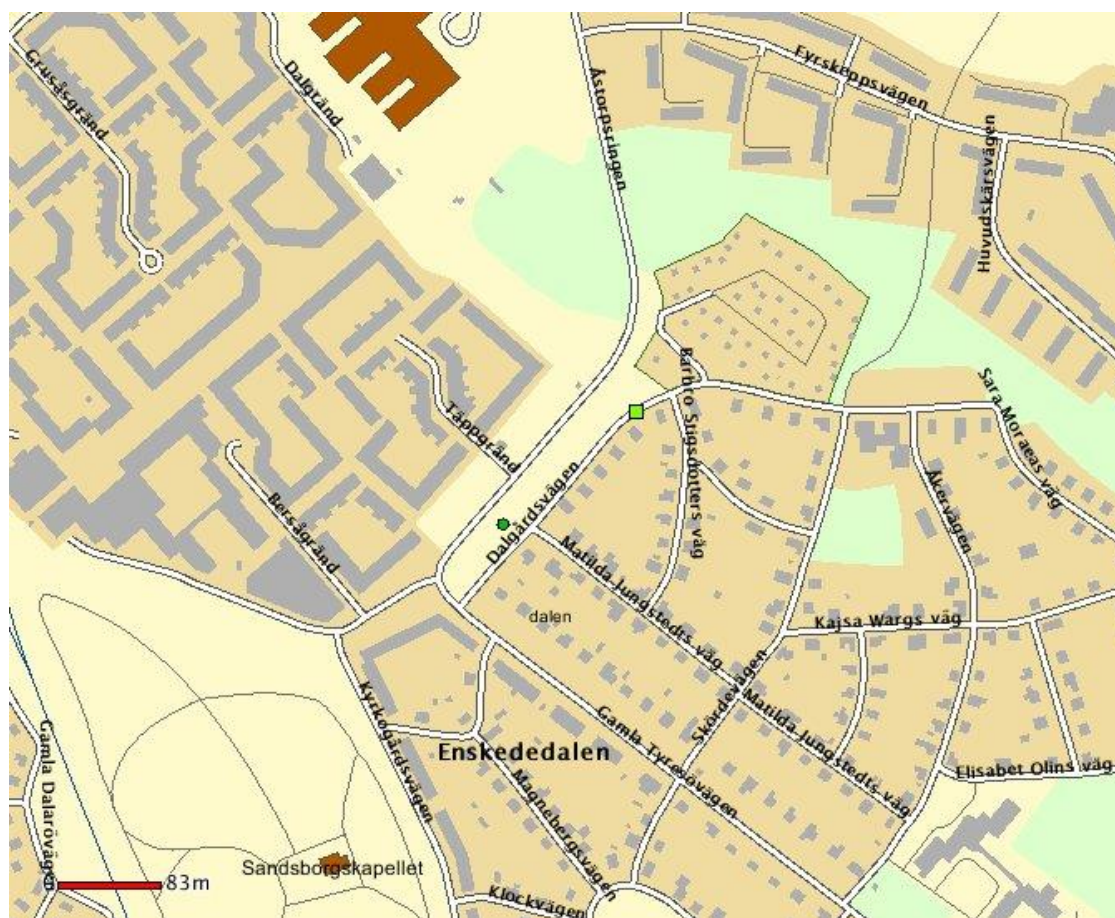 Fyrskeppsvägen
Grusåsgränd
Dalgränd
Åstorpsringen
Huvudskärsvägen
Barbro Stigsdotters väg
Sara Moraeas väg
Täppgränd
Dalgårdsvägen
Åkervägen
Bersågränd
Matilda Jungstedts väg
dalen
Kajsa Wargs väg
Skördevägen
Kyrkogårdsvägen
Gamla Tyresövägen
Matilda Jungstedts väg
Enskededalen
Elisabet Olins väg
Gamla Dalarövägen
Magnebergsvägen
Sandsborgskapellet
83m
Klockvägen